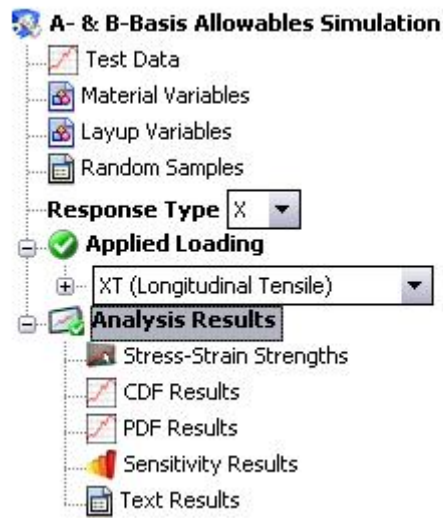 A- & B-Basis Allowables Simulation
Test Data
Material Variables
Layup Variables
Random Samples
Response Type X
Applied Loading
XT (Longitudinal Tensile)
Analysis Results
Stress-Strain Strengths
CDF Results
PDF Results
Sensitivity Results
Text Results